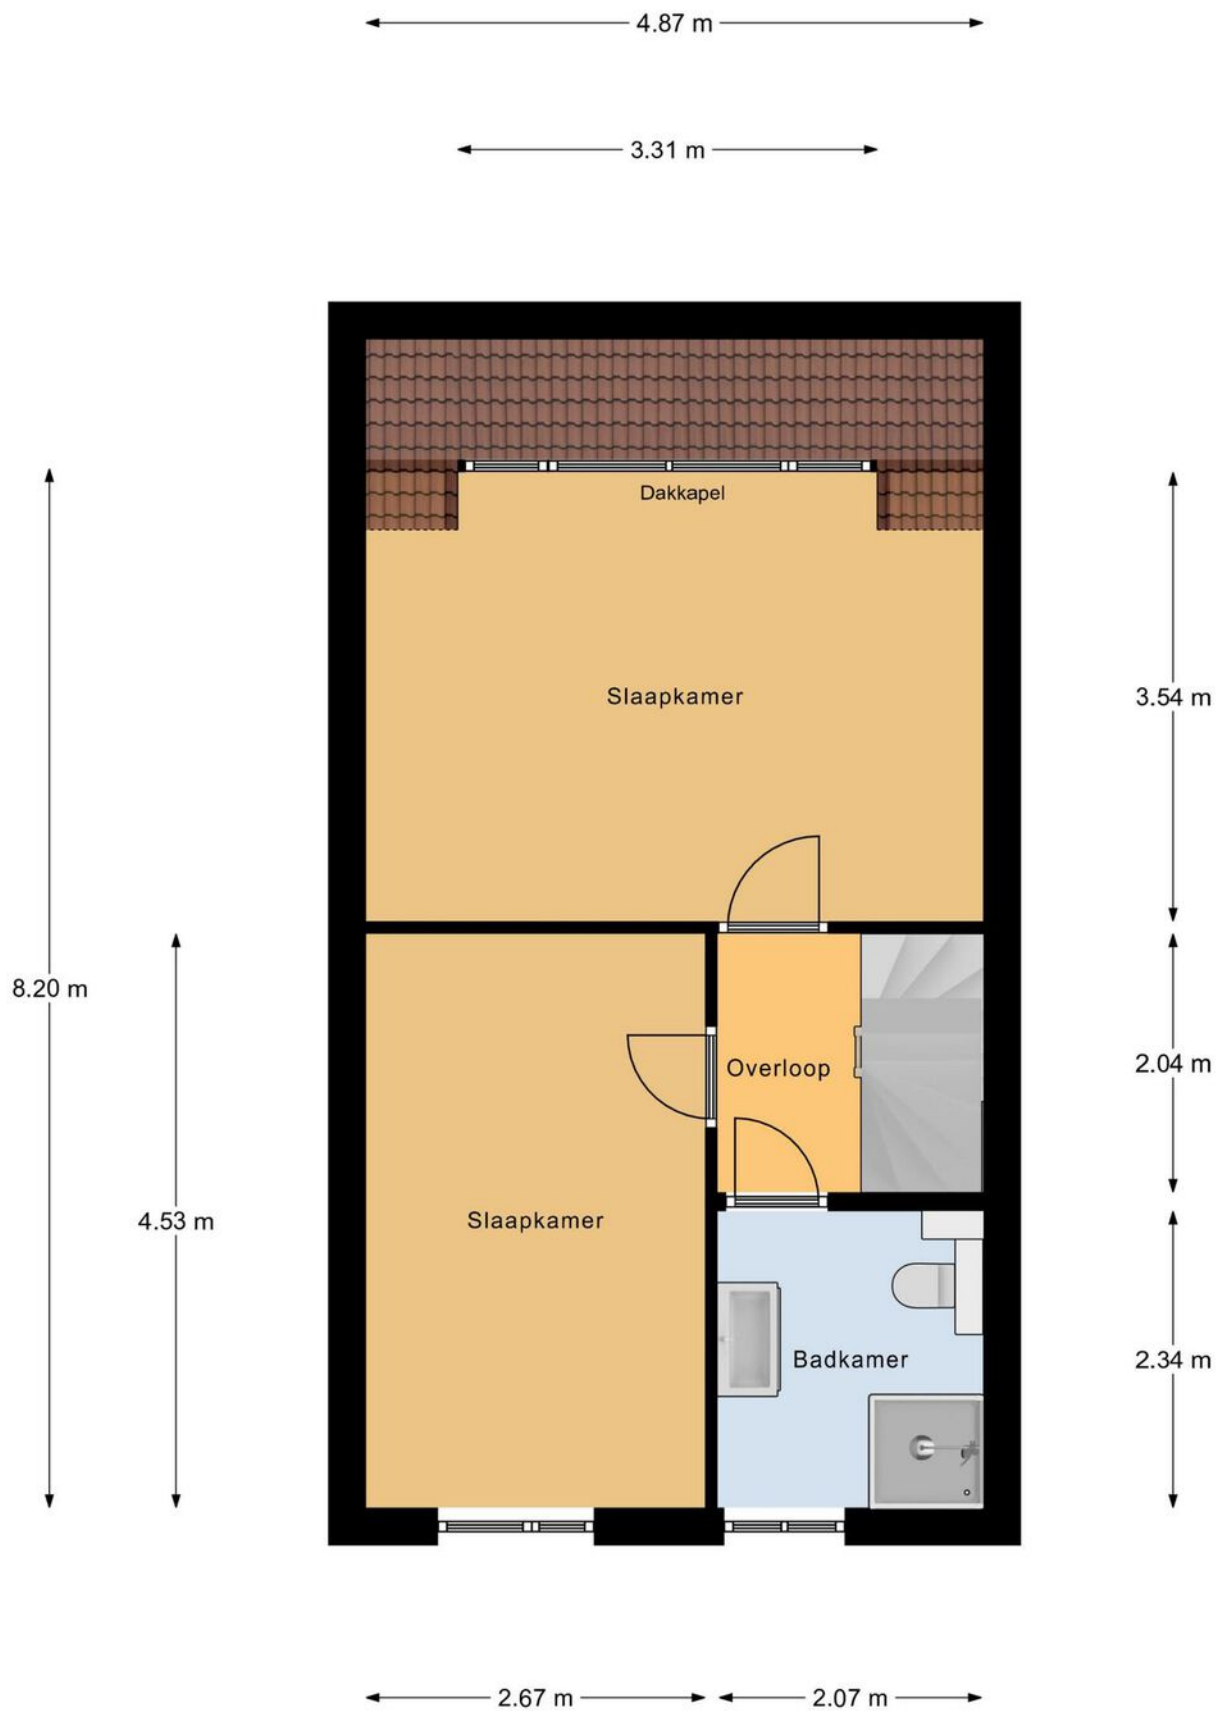 4.87 m
3.31 m
Dakkapel
Slaapkamer
3.54 m
8.20 m
Overloop
2.04 m
4.53 m
Slaapkamer
Badkamer
2.34 m
2.67 m
2.07 m